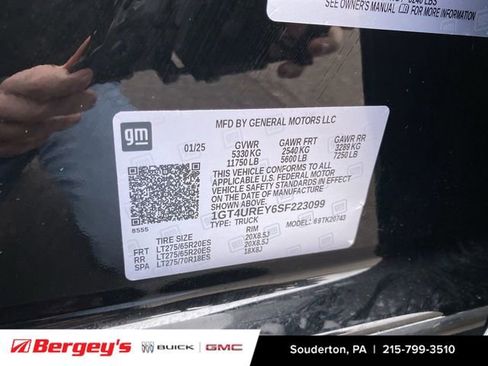 6240 LBS
SEE OWNER'S MANUAL FOR MORE INFORMATION
MFD BY GENERAL MOTORS LLC
gm
01/25 GVWR GAWR FRT GAWR RR
5330 KG 2540 KG 3289 KG
11750 LB 5600 LB 7250 LB
THIS VEHICLE CONFORMS TO ALL APPLICABLE U.S. FEDERAL MOTOR
VEHICLE SAFETY STANDARDS IN EFFECT ON THE DATE OF
MANUFACTURE SHOWN ABOVE.
1GT4UREY6SF223099
8555 TYPE: TRUCK MODEL: 69TK20743
TIRE SIZE RIM
FRT LT275/65R20ES 20X8.5J
RR LT275/65R20ES 20X8.5J
SPA LT275/70R18ES 18X8J
Bergey's BUICK GMC
Souderton, PA | 215-799-3510